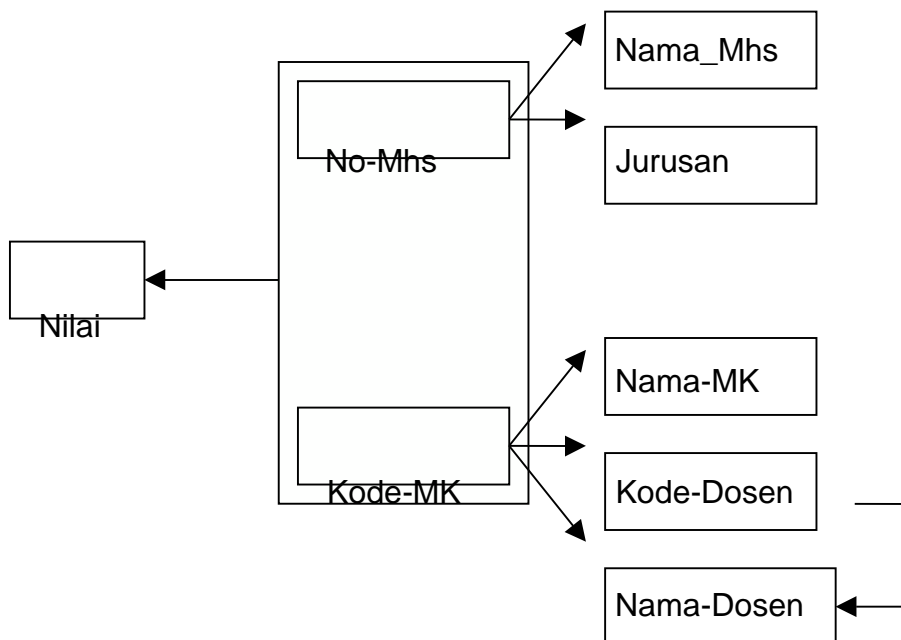 Nama_Mhs
No-Mhs
Jurusan
Nilai
Nama-MK
Kode-MK
Kode-Dosen
Nama-Dosen